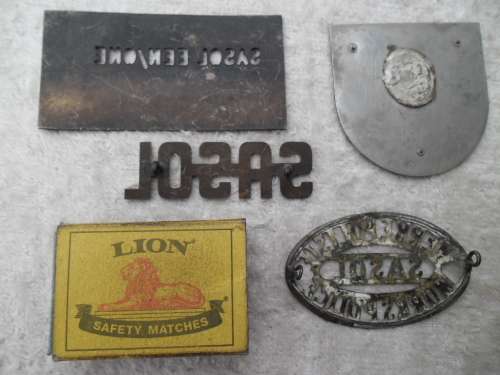 SASOL EEN/ONE
SASOL
LION
SAFETY MATCHES
SASOL